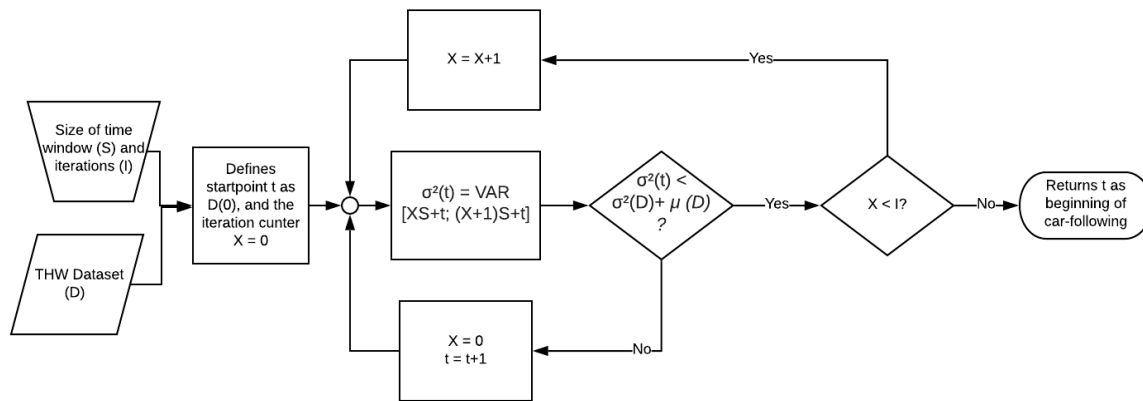 Size of time
window (S) and
iterations (I)
THW Dataset
(D)
Defines
startpoint t as
D(0), and the
iteration cunter
X = 0
X = X+1
σ²(t) = VAR
[XS+t; (X+1)S+t]
X = 0
t = t+1
σ²(t) <
σ²(D)+ μ (D)
?
Yes
No
X < I?
Yes
No
Returns t as
beginning of
car-following